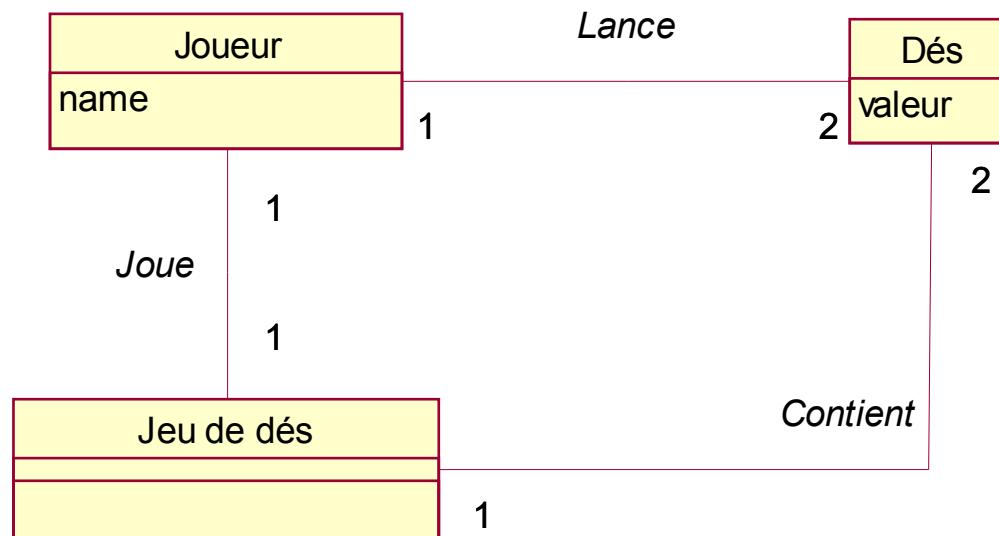 Joueur
name
Lance
Dés
valeur
1
2
2
1
Joue
1
Jeu de dés
Contient
1